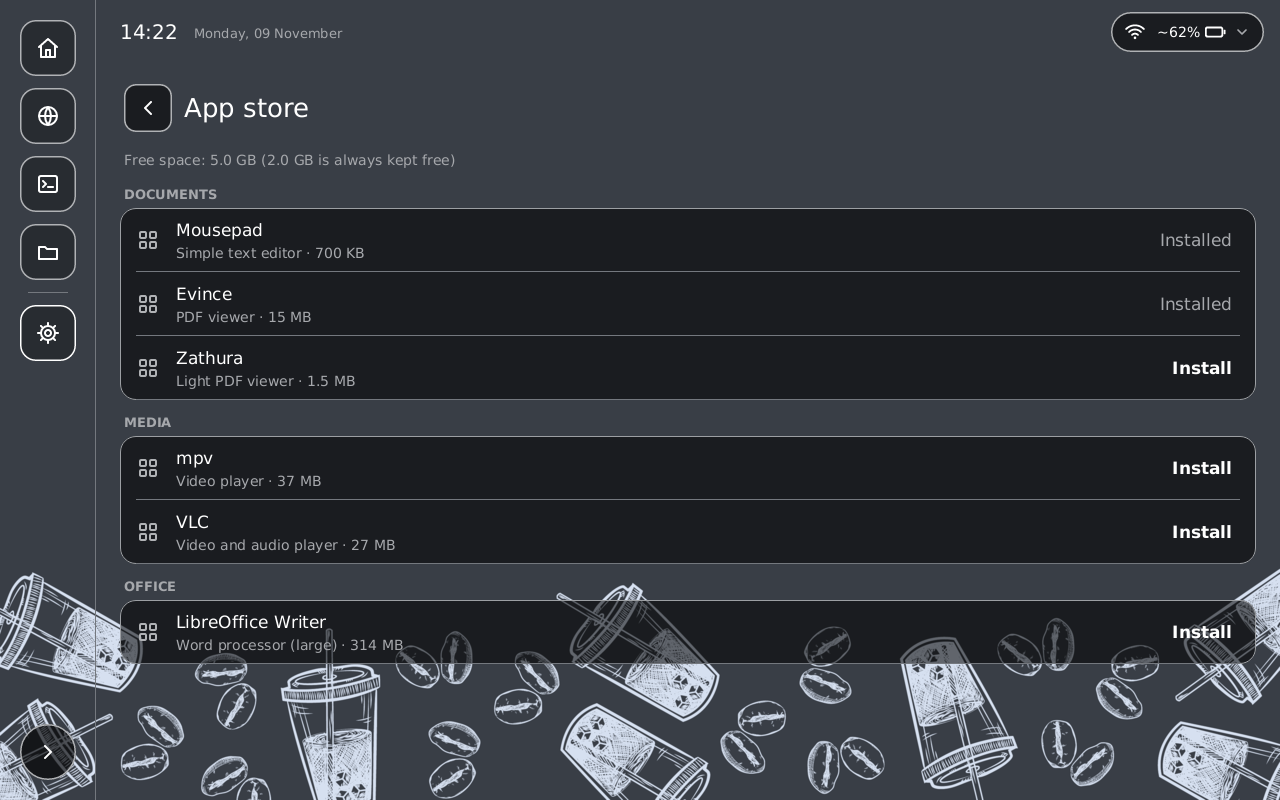 14:22 Monday, 09 November
~62%
App store
Free space: 5.0 GB (2.0 GB is always kept free)
DOCUMENTS
Mousepad
Simple text editor · 700 KB
Installed
Evince
PDF viewer · 15 MB
Installed
Zathura
Light PDF viewer · 1.5 MB
Install
MEDIA
mpv
Video player · 37 MB
Install
VLC
Video and audio player · 27 MB
Install
OFFICE
LibreOffice Writer
Word processor (large) · 314 MB
Install